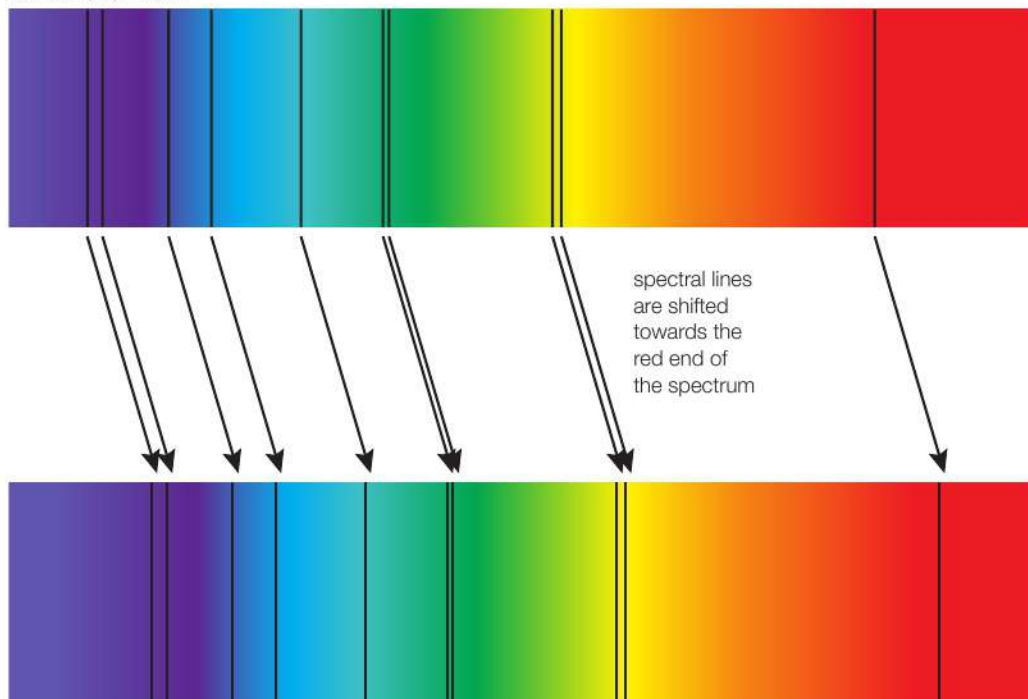 spectral lines
are shifted
towards the
red end of
the spectrum